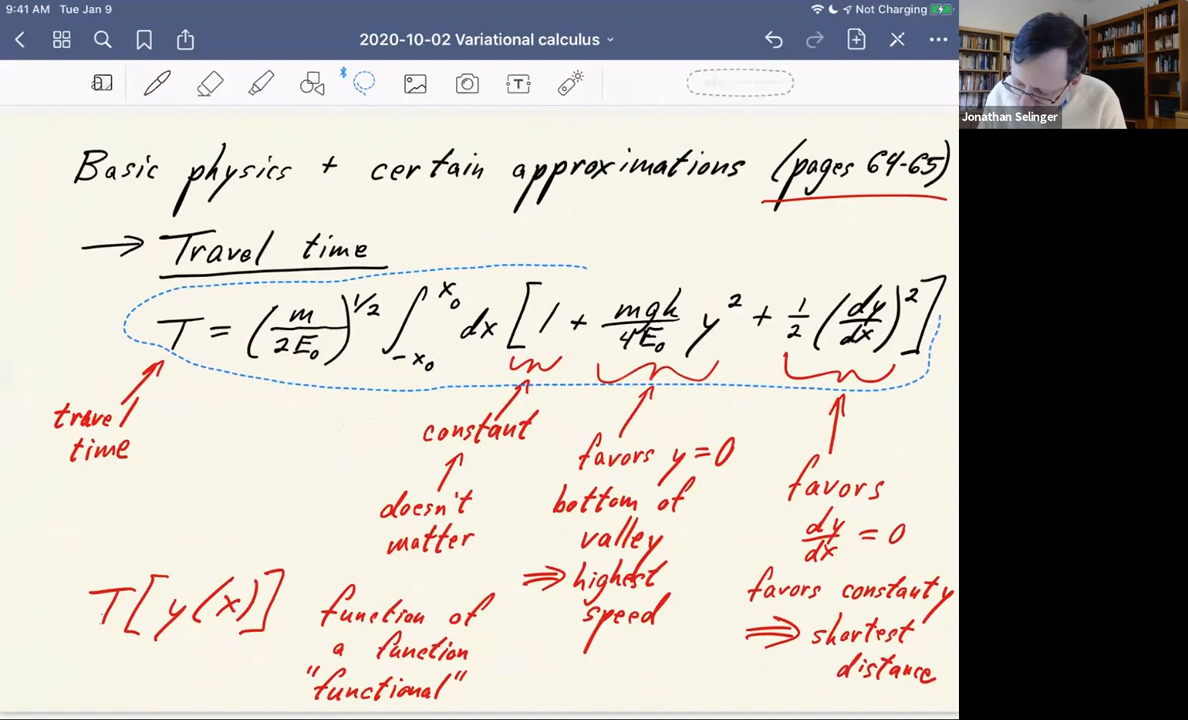 9:41 AM Tue Jan 9
Not Charging
2020-10-02 Variational calculus
Jonathan Selinger
Basic physics + certain approximations (pages 64-65)
→ Travel time
T = (m/2E₀)^1/2 ∫_-x₀^x₀ dx [1 + mgk/4E₀ y² + 1/2 (dy/dx)²]
travel
time
constant
doesn't
matter
favors y = 0
bottom of
valley
⇒ highest
speed
favors
dy/dx = 0
favors constant y
⇒ shortest
distance
T[y(x)]
function of
a function
"functional"